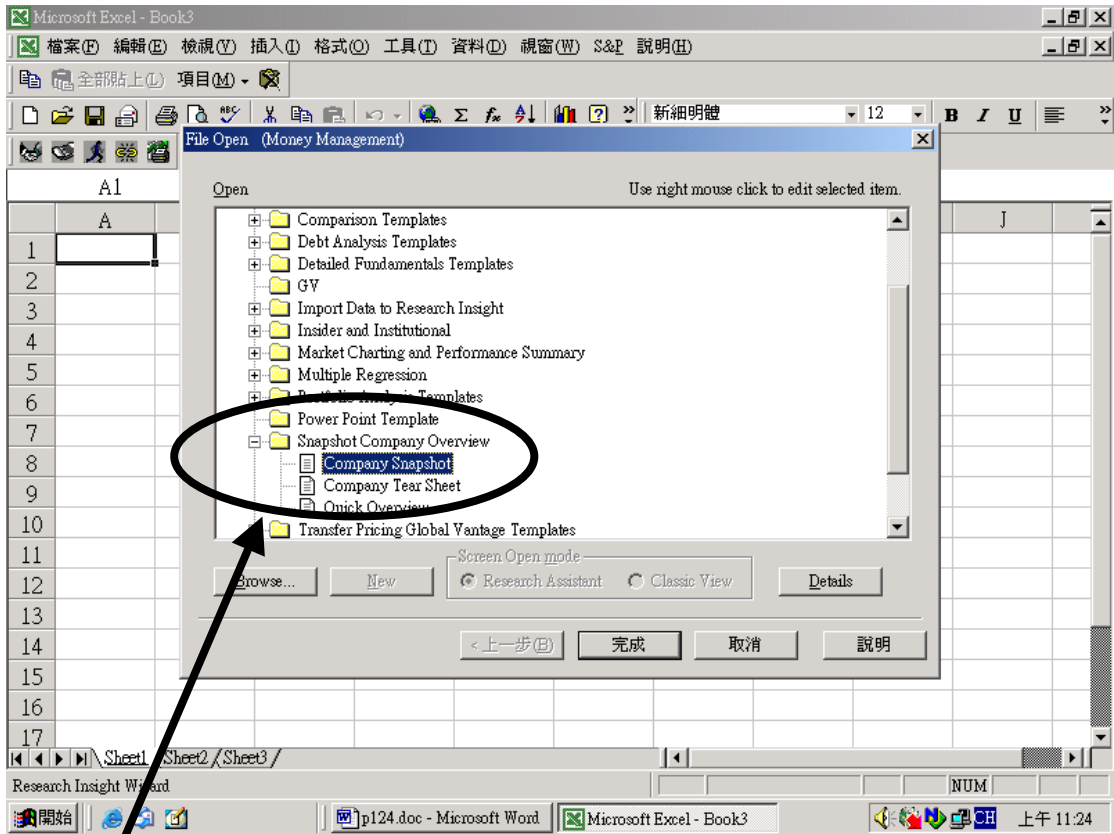 Microsoft Excel - Book3
檔案(F) 編輯(E) 檢視(V) 插入(I) 格式(O) 工具(T) 資料(D) 視窗(W) S&P 說明(H)
全部貼上(L) 項目(M)
新細明體 12 B I U
File Open (Money Management)
A1
Open Use right mouse click to edit selected item.
A J
Comparison Templates
Debt Analysis Templates
Detailed Fundamentals Templates
GV
Import Data to Research Insight
Insider and Institutional
Market Charting and Performance Summary
Multiple Regression
Portfolio Analysis Templates
Power Point Template
Snapshot Company Overview
Company Snapshot
Company Tear Sheet
Quick Overview
Transfer Pricing Global Vantage Templates
Screen Open mode
Browse... New Research Assistant Classic View Details
<上一步(B) 完成 取消 說明
1
2
3
4
5
6
7
8
9
10
11
12
13
14
15
16
17
Sheet1 Sheet2 Sheet3
Research Insight Wizard NUM
開始 p124.doc - Microsoft Word Microsoft Excel - Book3 CH 上午 11:24